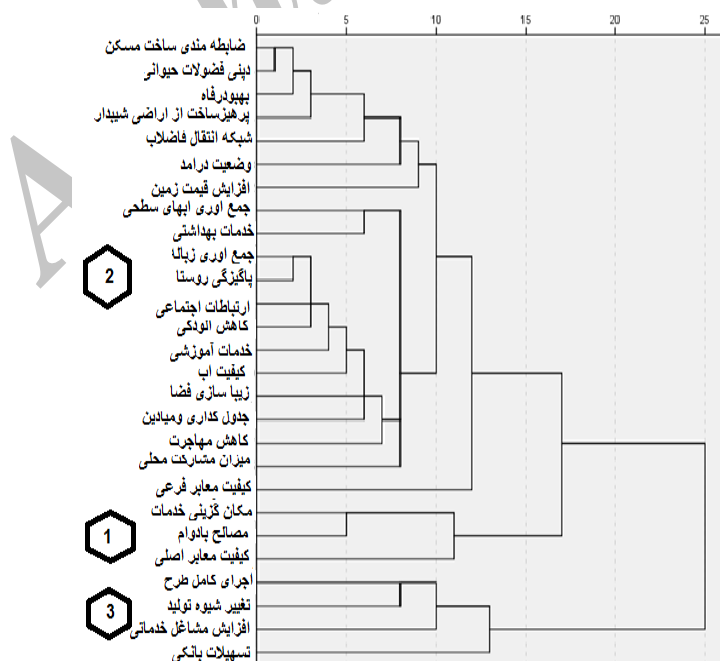 0 5 10 15 20 25
ضابطه مندی ساخت مسکن
دپنی فضولات حیوانی
بهبودرفاه
پرهیزساخت از اراضی شیبدار
شبکه انتقال فاضلاب
وضعیت درامد
افزایش قیمت زمین
جمع اوری ابهای سطحی
خدمات بهداشتی
جمع اوری زباله
پاکیزگی روستا
2
ارتباطات اجتماعی
کاهش الودکی
خدمات آموزشی
کیفیت اب
زیبا سازی فضا
جدول کذاری ومیادین
کاهش مهاجرت
میزان مشارکت محلی
کیفیت معابر فرعی
مکان گزینی خدمات
1
مصالح بادوام
کیفیت معابر اصلی
اجرای کامل طرح
3
تغییر شیوه تولید
افزایش مشاغل خدماتی
تسهیلات بانکی